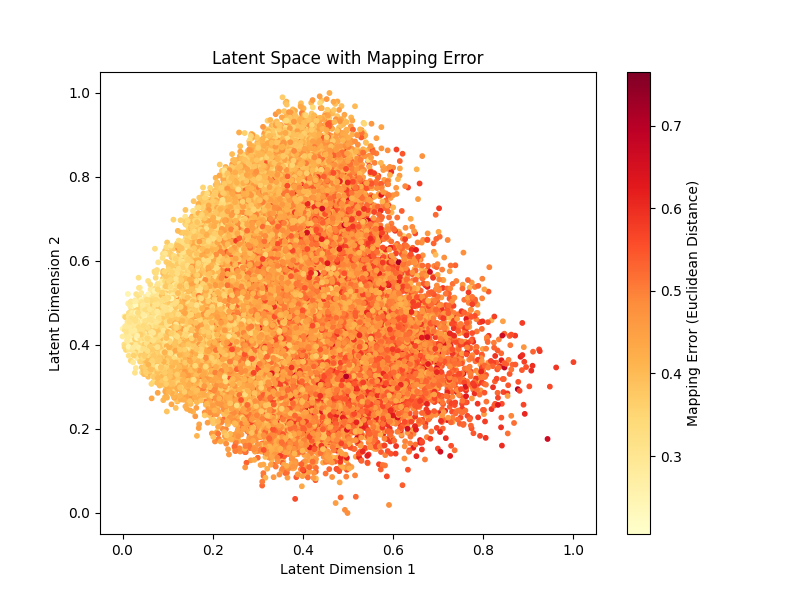 Latent Space with Mapping Error
Latent Dimension 2
1.0
0.8
0.6
0.4
0.2
0.0
0.0 0.2 0.4 0.6 0.8 1.0
Latent Dimension 1
0.7
0.6
0.5
0.4
0.3
Mapping Error (Euclidean Distance)